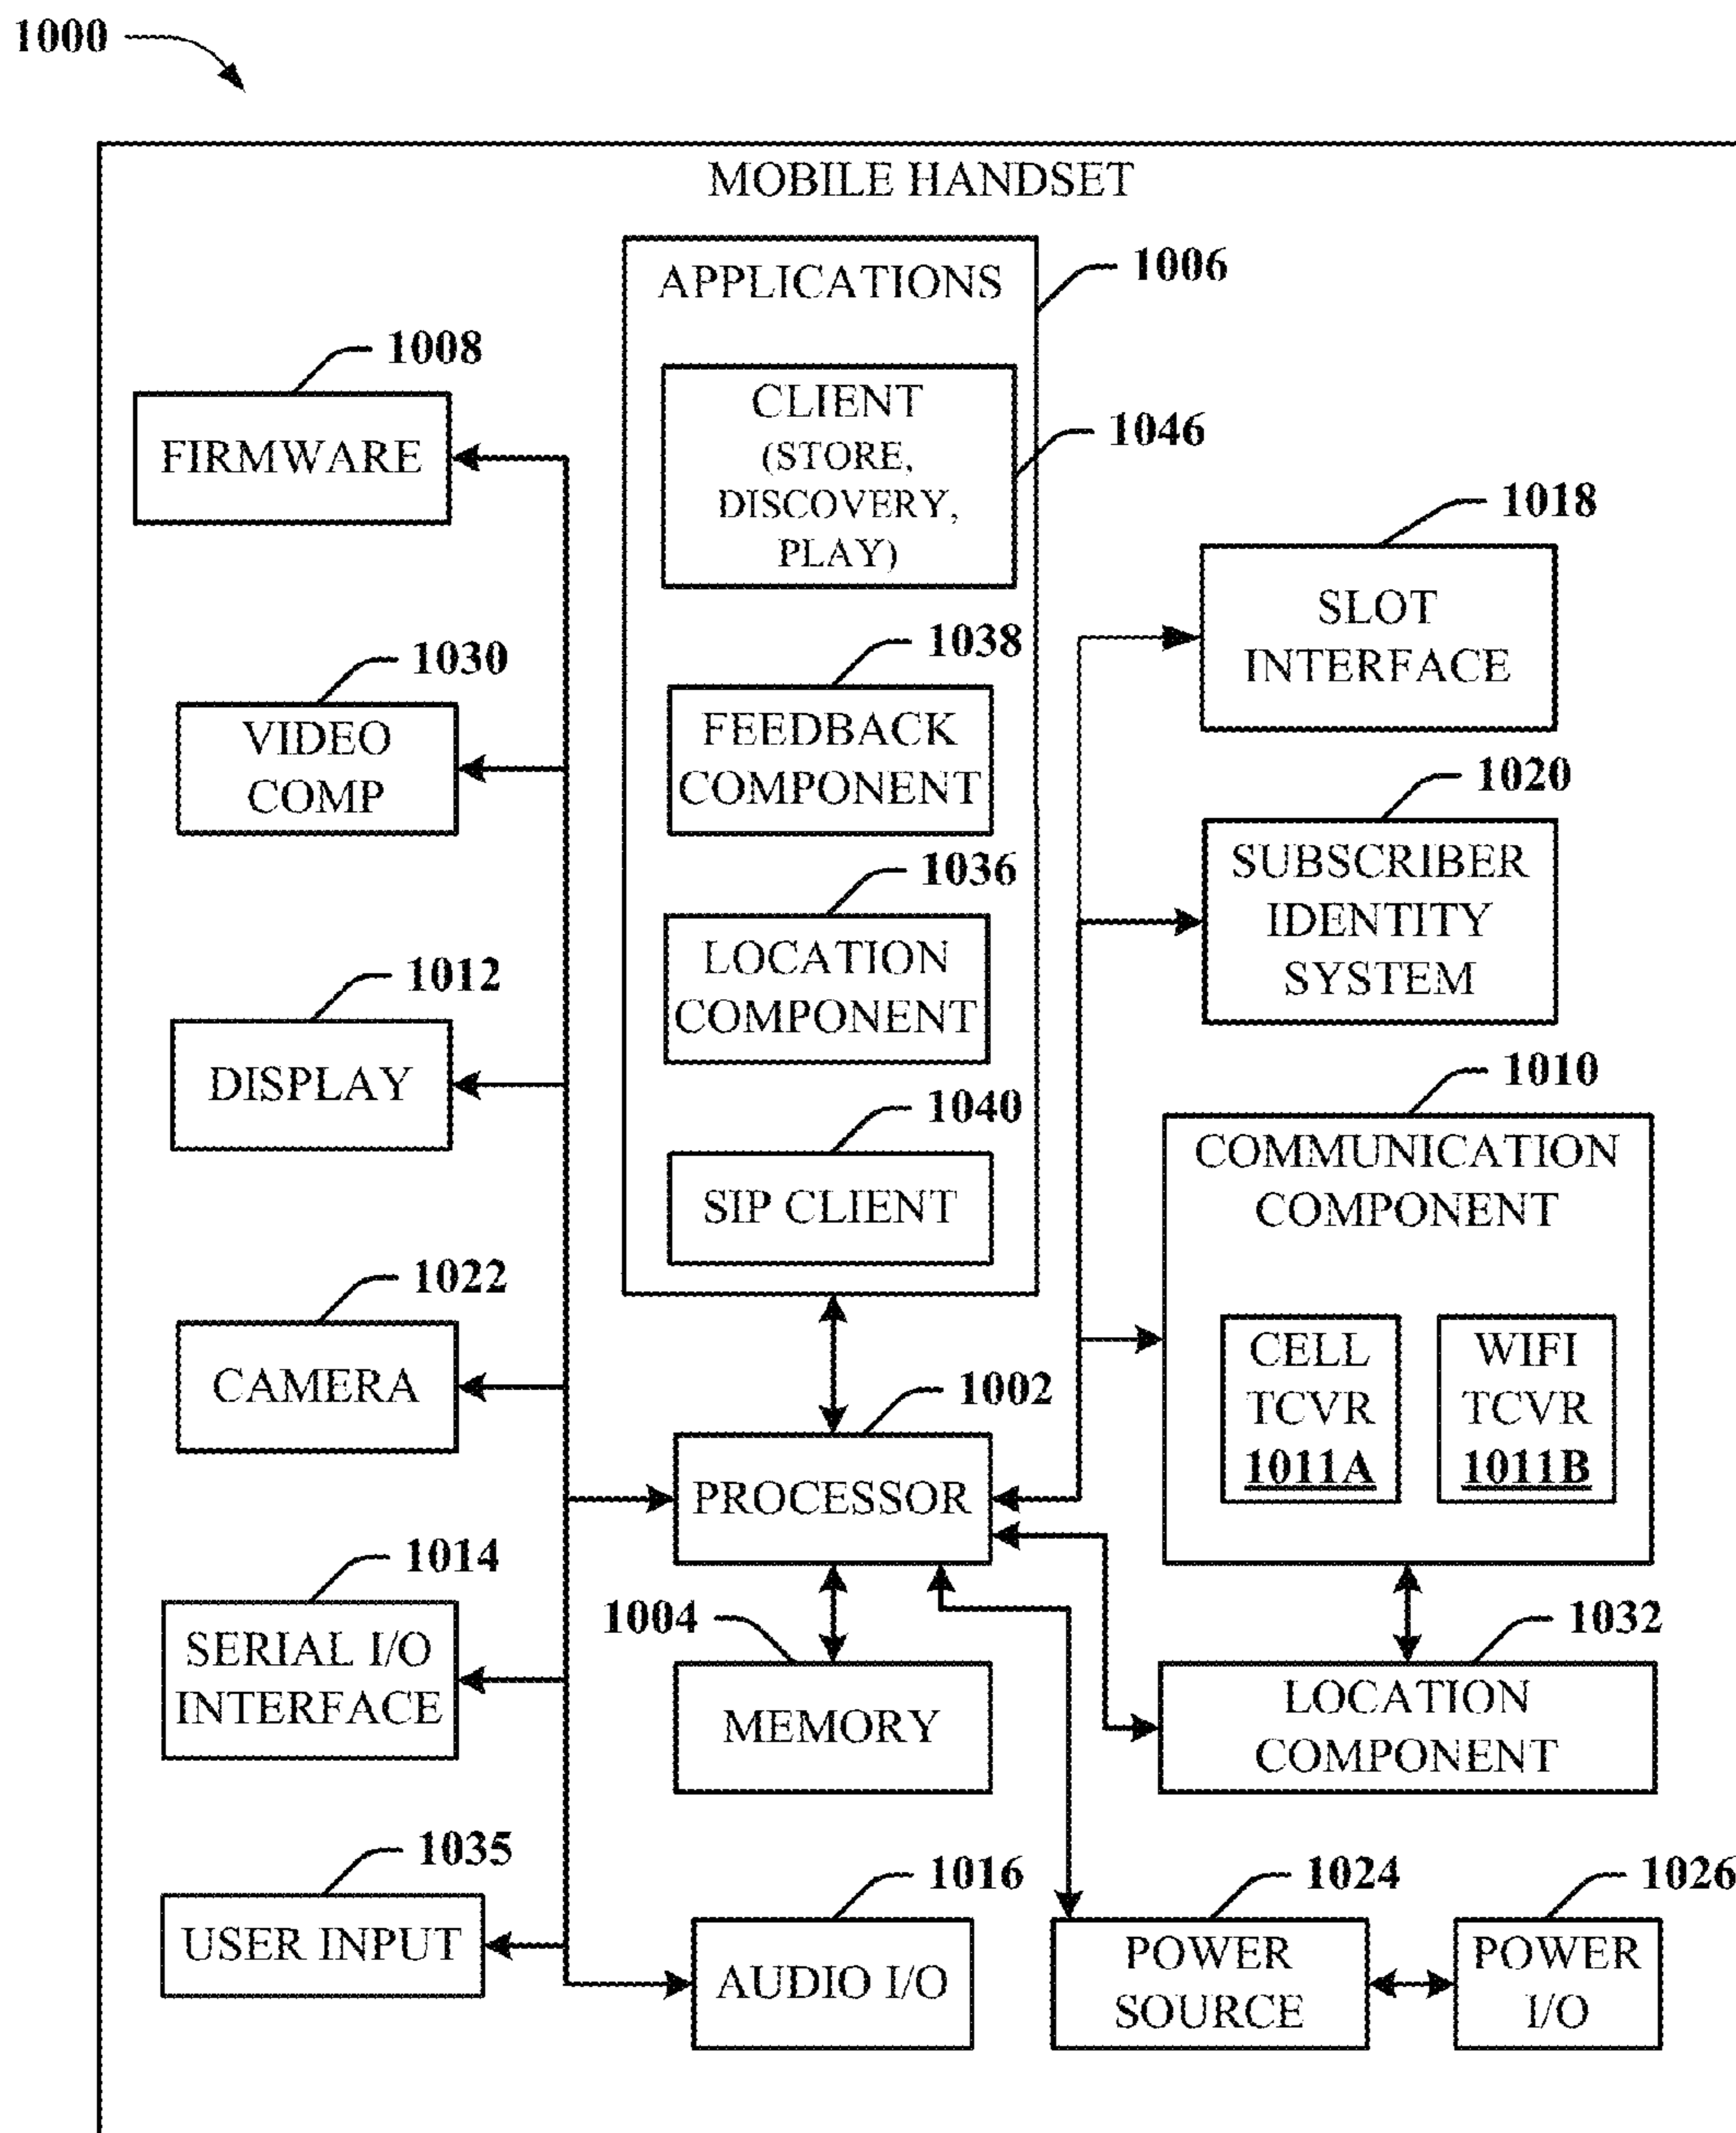 1000
MOBILE HANDSET
APPLICATIONS
1006
1008
FIRMWARE
CLIENT
(STORE,
DISCOVERY,
PLAY)
1046
1018
SLOT
INTERFACE
1030
VIDEO
COMP
1038
FEEDBACK
COMPONENT
1020
SUBSCRIBER
IDENTITY
SYSTEM
1036
LOCATION
COMPONENT
1012
DISPLAY
1040
SIP CLIENT
1010
COMMUNICATION
COMPONENT
CELL
TCVR
1011A
WIFI
TCVR
1011B
1022
CAMERA
1002
PROCESSOR
1014
SERIAL I/O
INTERFACE
1004
MEMORY
1032
LOCATION
COMPONENT
1035
USER INPUT
1016
AUDIO I/O
1024
POWER
SOURCE
1026
POWER
I/O